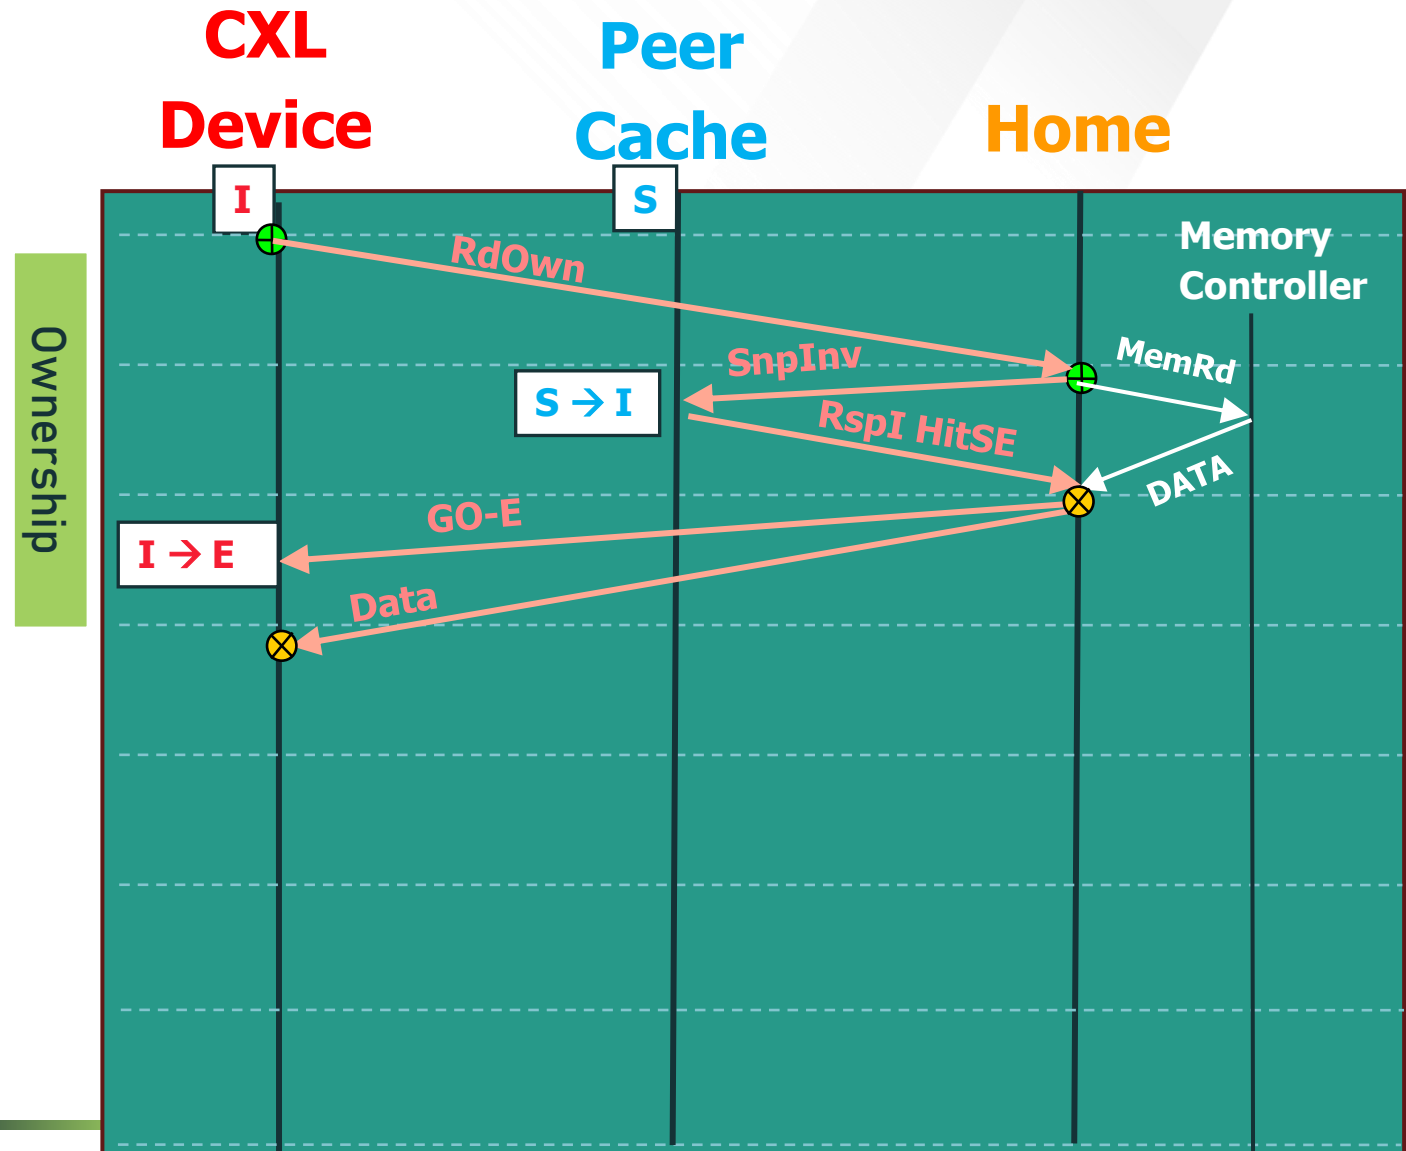 CXL
Device
Peer
Cache
Home
I
S
Memory
Controller
Ownership
RdOwn
SnpInv
MemRd
S → I
RspI HitSE
DATA
GO-E
I → E
Data